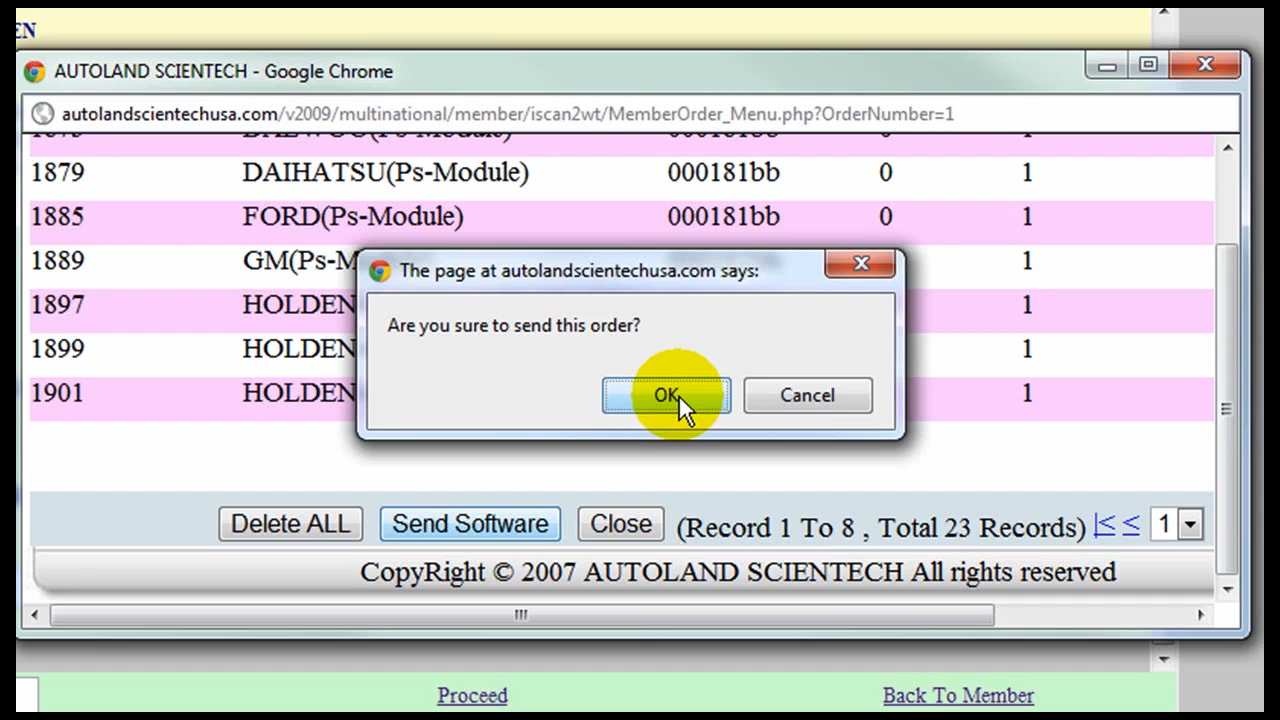 EN
AUTOLAND SCIENTECH - Google Chrome
autolandscientechusa.com/v2009/multinational/member/iscan2wt/MemberOrder_Menu.php?OrderNumber=1
1879 DAIHATSU(Ps-Module) 000181bb 0 1
1885 FORD(Ps-Module) 000181bb 0 1
1889 GM(Ps-M 1
The page at autolandscientechusa.com says:
1897 HOLDEN 1
Are you sure to send this order?
1899 HOLDEN 1
1901 HOLDEN 1
OK Cancel
Delete ALL Send Software Close (Record 1 To 8 , Total 23 Records) |< < 1
CopyRight © 2007 AUTOLAND SCIENTECH All rights reserved
Proceed Back To Member